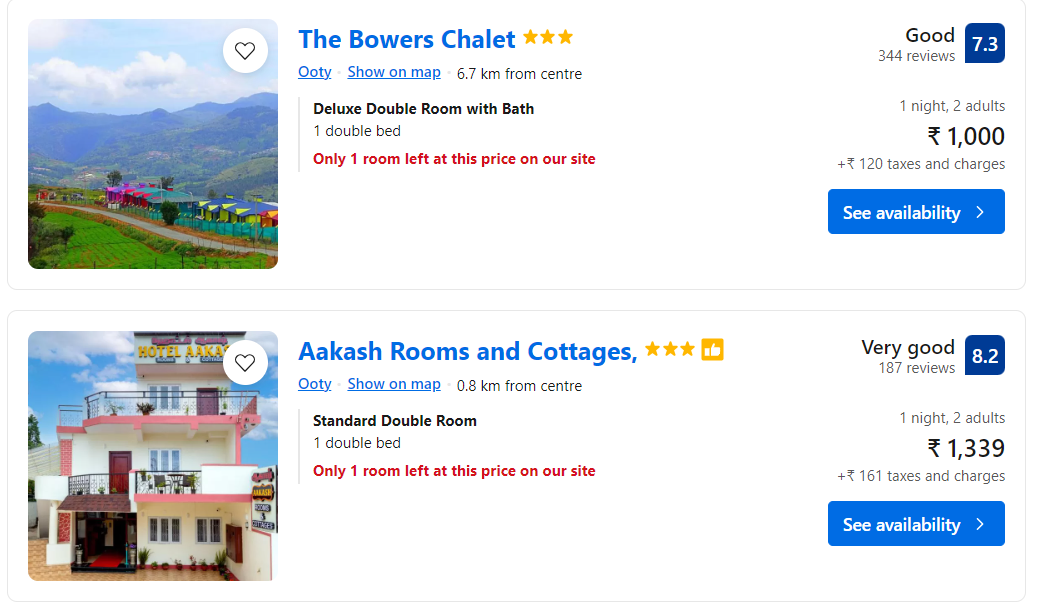 The Bowers Chalet
Good
344 reviews
7.3
Ooty Show on map 6.7 km from centre
Deluxe Double Room with Bath
1 double bed
Only 1 room left at this price on our site
1 night, 2 adults
₹ 1,000
+₹ 120 taxes and charges
See availability
HOTEL AAKA
AAKASH
ROOMS
COTTAGES
Aakash Rooms and Cottages,
Very good
187 reviews
8.2
Ooty Show on map 0.8 km from centre
Standard Double Room
1 double bed
Only 1 room left at this price on our site
1 night, 2 adults
₹ 1,339
+₹ 161 taxes and charges
See availability